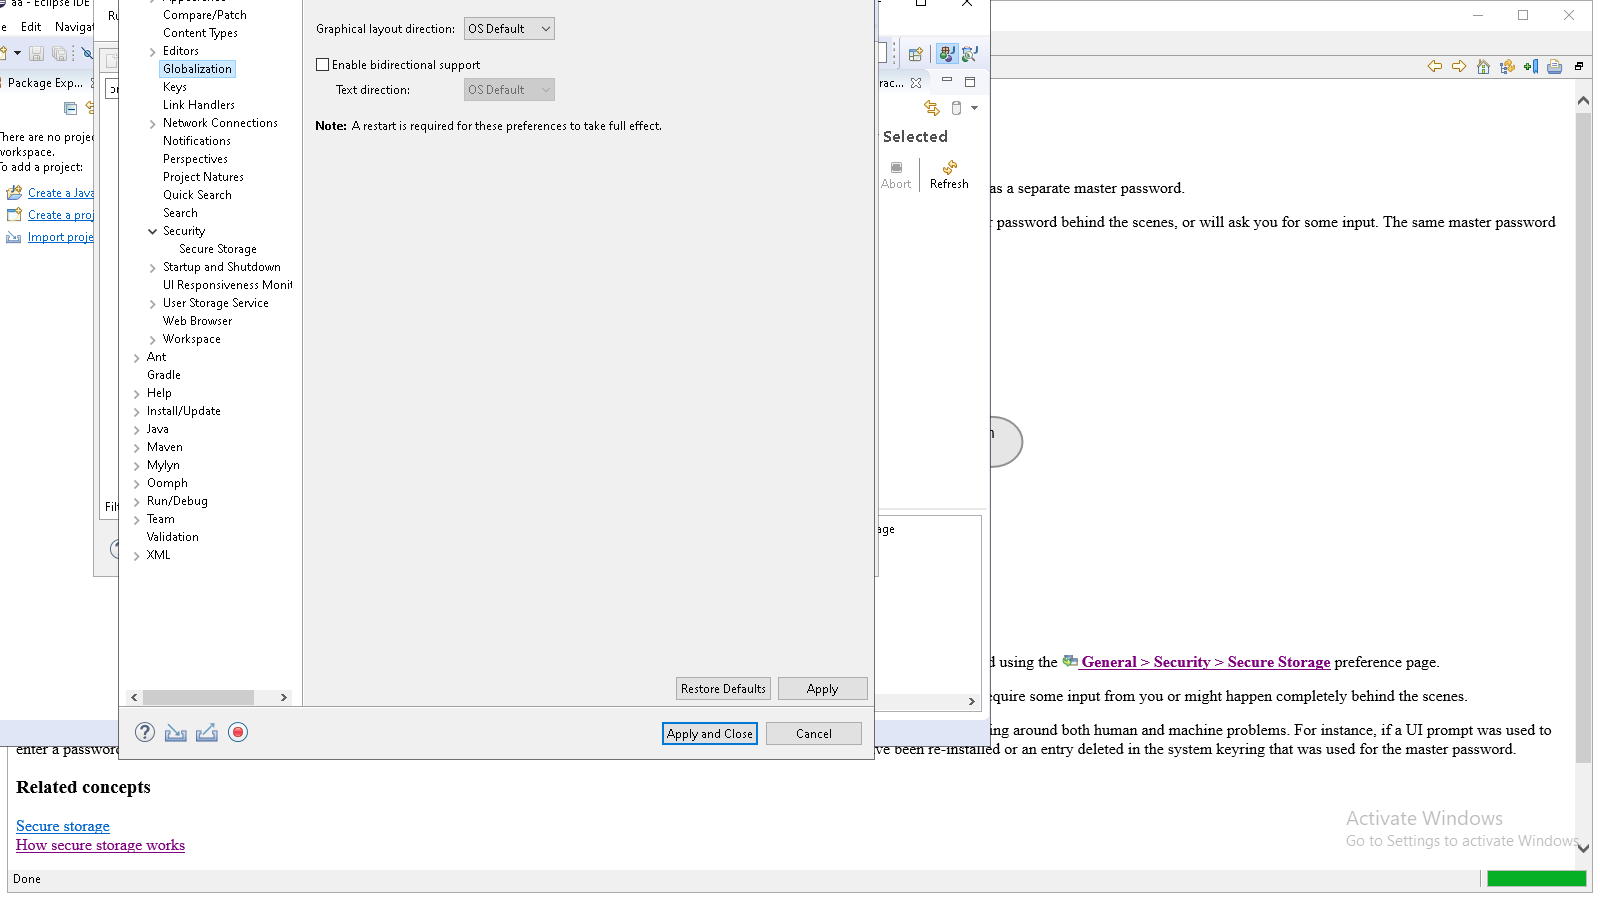 aa - Eclipse IDE
Edit Navigat
Package Exp...
There are no projec
workspace.
To add a project:
Create a Java
Create a proj
Import proje
Ru
Filt
Compare/Patch
Content Types
Editors
Globalization
Keys
Link Handlers
Network Connections
Notifications
Perspectives
Project Natures
Quick Search
Search
Security
Secure Storage
Startup and Shutdown
UI Responsiveness Monit
User Storage Service
Web Browser
Workspace
Ant
Gradle
Help
Install/Update
Java
Maven
Mylyn
Oomph
Run/Debug
Team
Validation
XML
Graphical layout direction: OS Default
Enable bidirectional support
Text direction: OS Default
Note: A restart is required for these preferences to take full effect.
Restore Defaults Apply
Apply and Close Cancel
rac...
Selected
Abort Refresh
age
as a separate master password.
r password behind the scenes, or will ask you for some input. The same master password
n
d using the General > Security > Secure Storage preference page.
quire some input from you or might happen completely behind the scenes.
ing around both human and machine problems. For instance, if a UI prompt was used to
enter a password
ve been re-installed or an entry deleted in the system keyring that was used for the master password.
Related concepts
Secure storage
How secure storage works
Activate Windows
Go to Settings to activate Windows.
Done